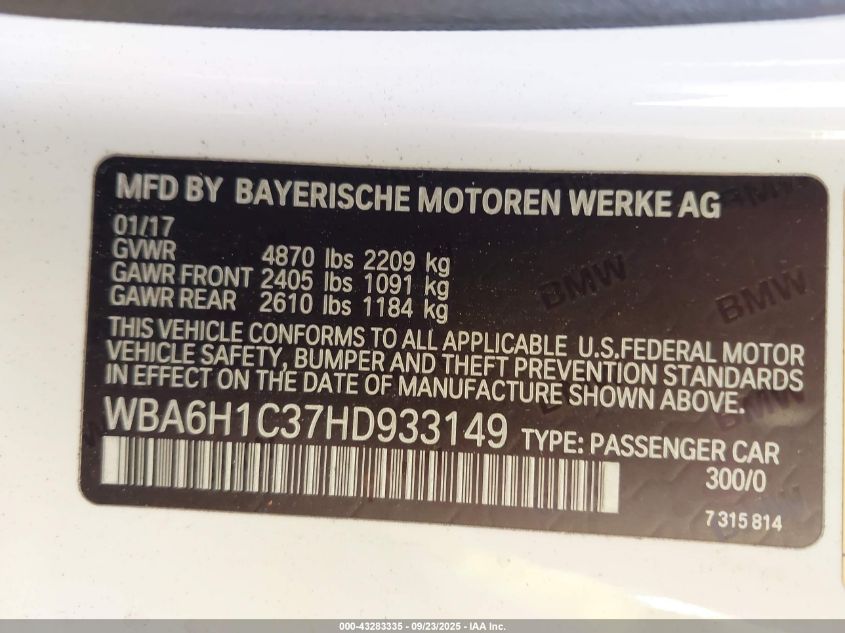 MFD BY BAYERISCHE MOTOREN WERKE AG
01/17
GVWR 4870 lbs 2209 kg
GAWR FRONT 2405 lbs 1091 kg
GAWR REAR 2610 lbs 1184 kg
THIS VEHICLE CONFORMS TO ALL APPLICABLE U.S.FEDERAL MOTOR
VEHICLE SAFETY, BUMPER AND THEFT PREVENTION STANDARDS
IN EFFECT ON THE DATE OF MANUFACTURE SHOWN ABOVE.
WBA6H1C37HD933149 TYPE: PASSENGER CAR
300/0
7 315 814
BMW
BMW
BMW
000-43283335 - 09/23/2025 - IAA Inc.